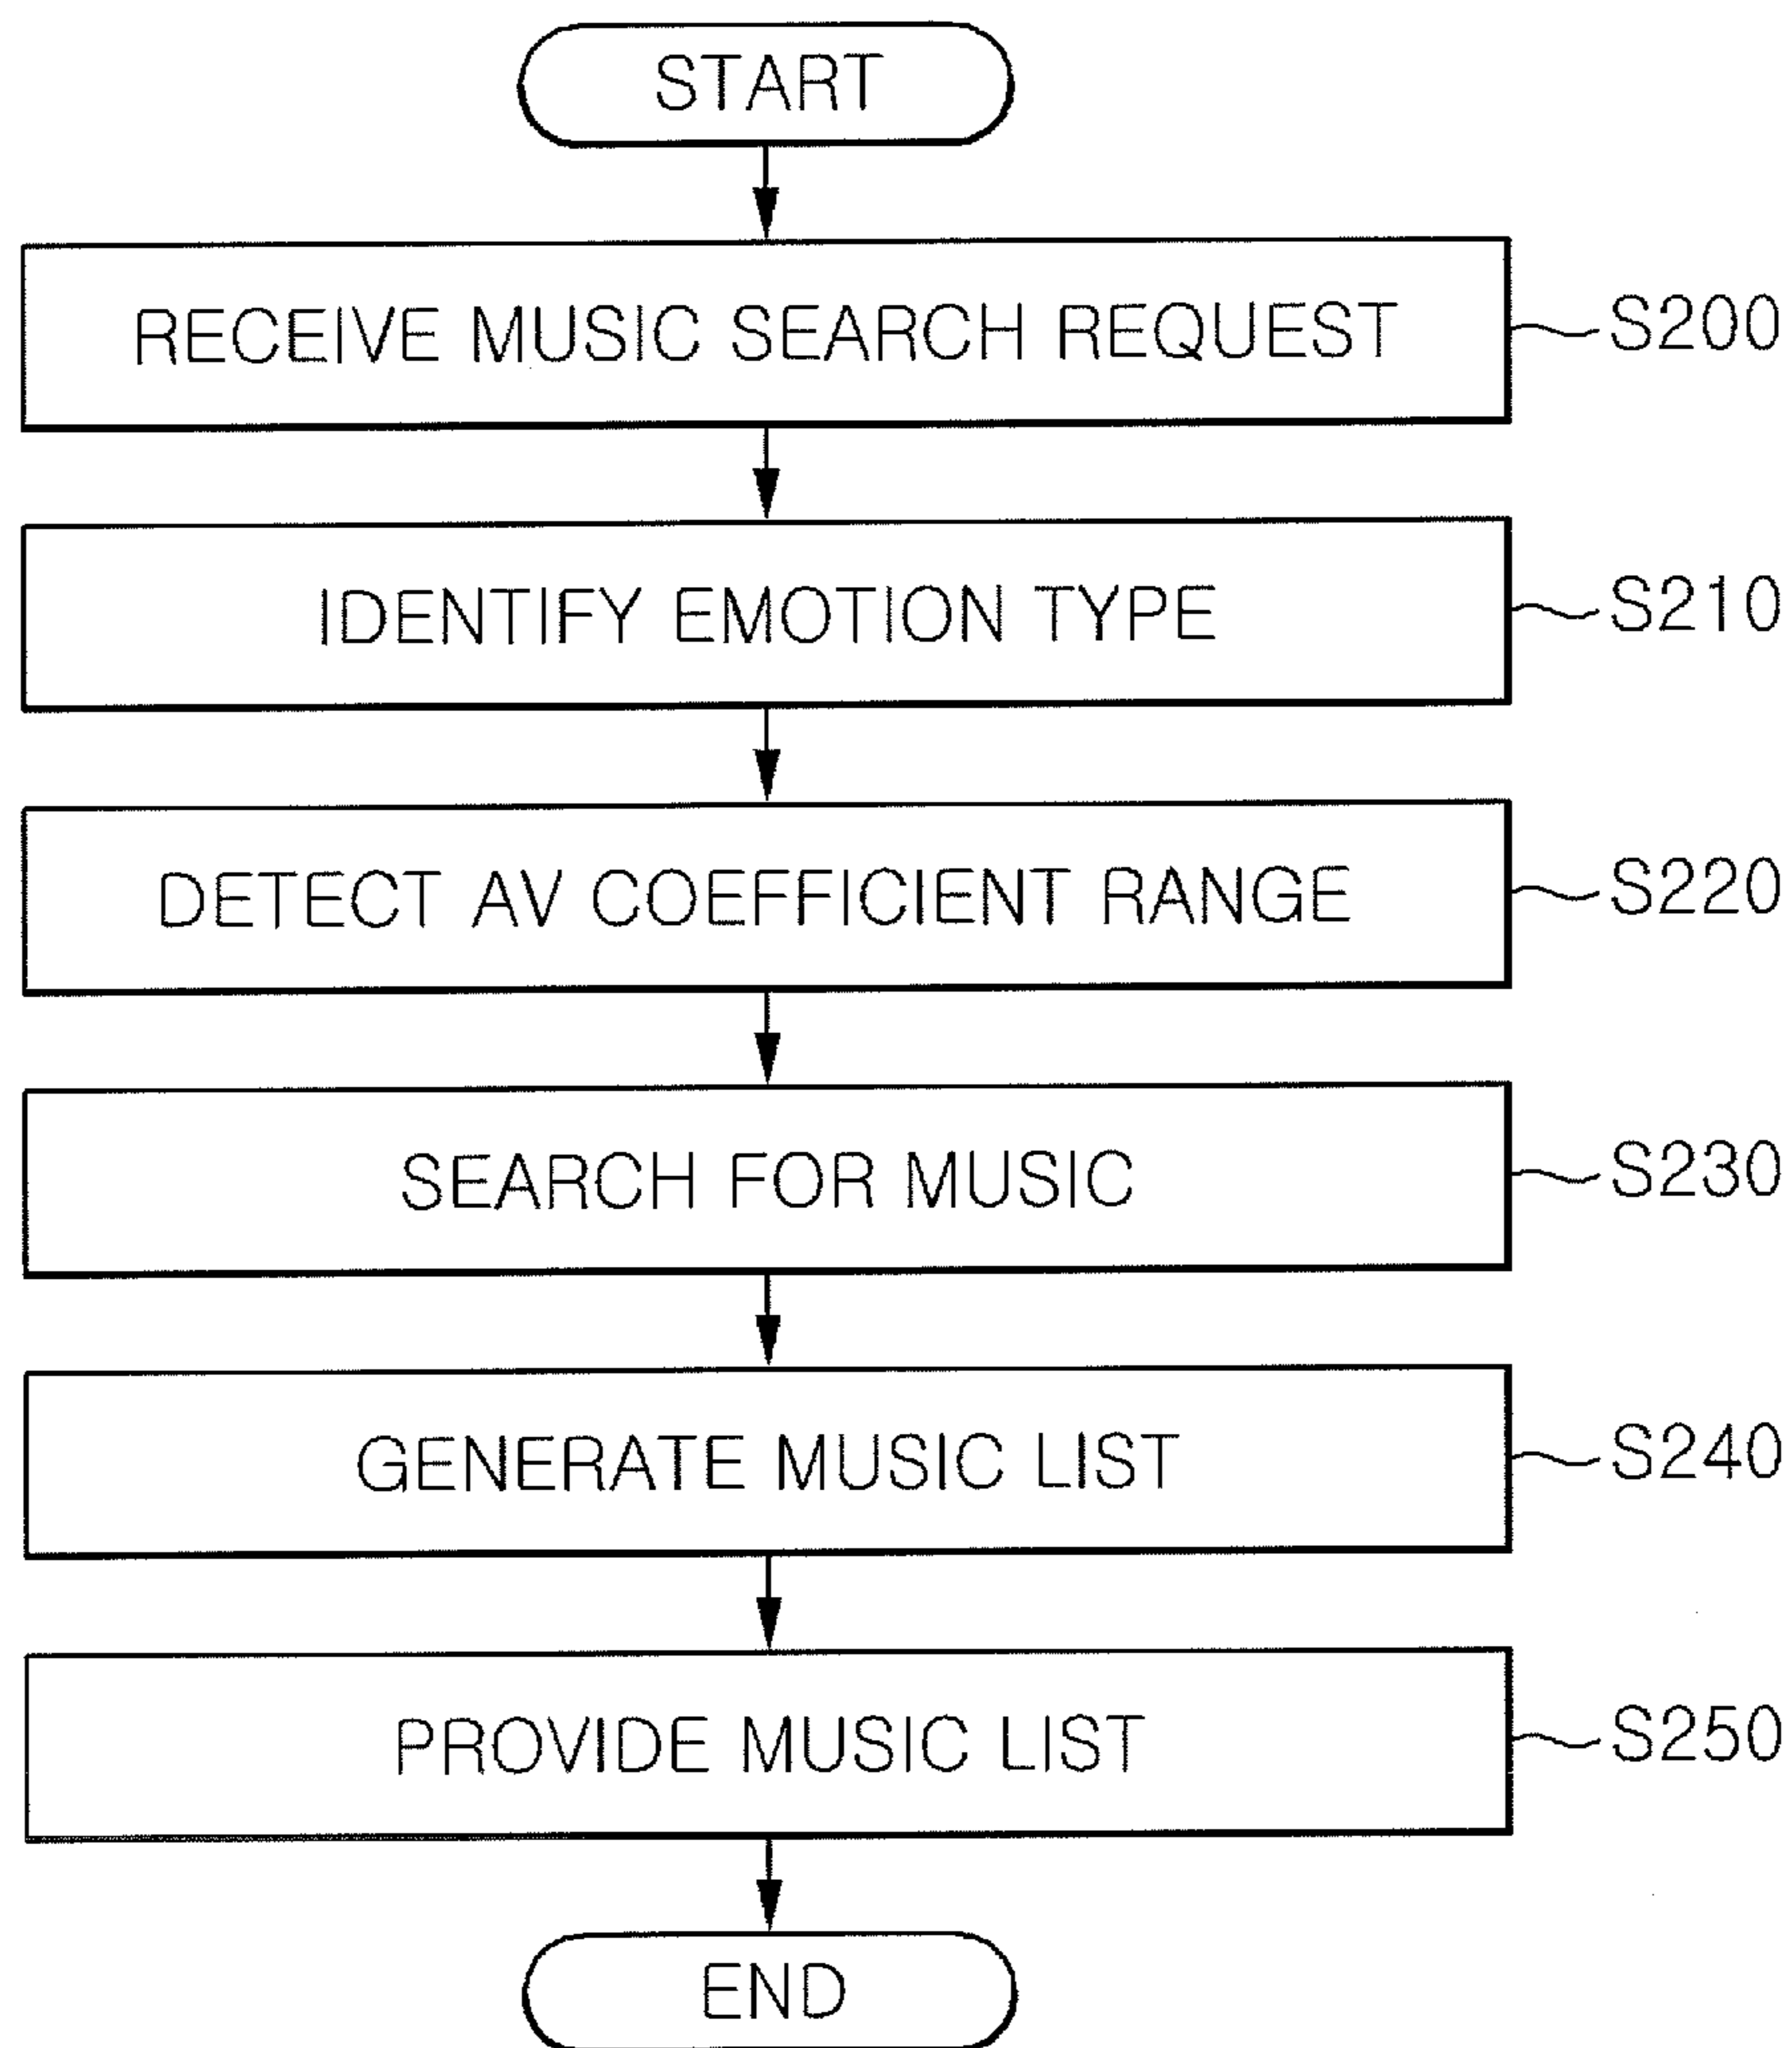 START
RECEIVE MUSIC SEARCH REQUEST
S200
IDENTIFY EMOTION TYPE
S210
DETECT AV COEFFICIENT RANGE
S220
SEARCH FOR MUSIC
S230
GENERATE MUSIC LIST
S240
PROVIDE MUSIC LIST
S250
END